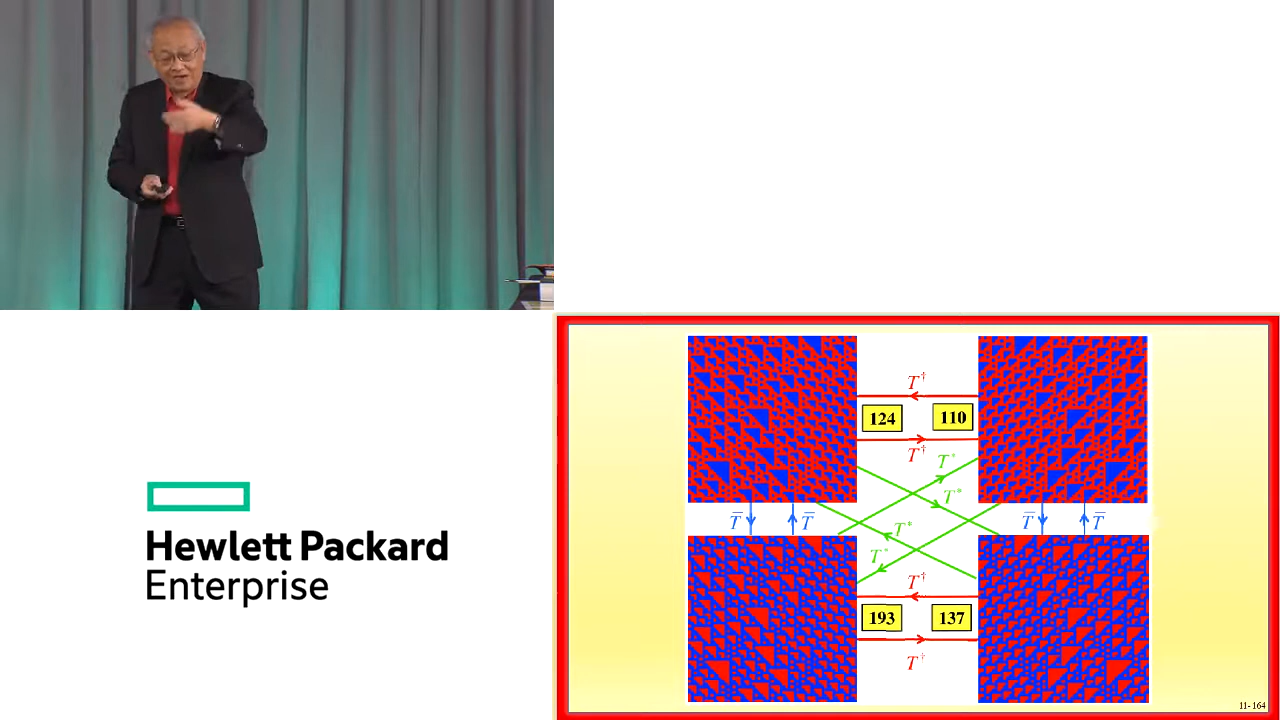 Hewlett Packard
Enterprise
T†
124 110
T†
T*
T*
T̅ T̅ T̅ T̅
T*
T*
T†
193 137
T†
11-164